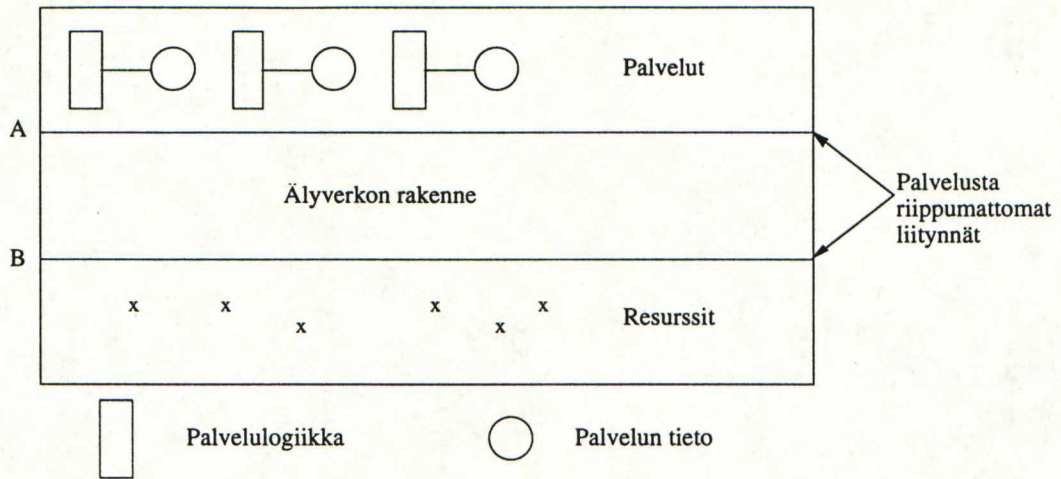 Palvelut
A
Älyverkon rakenne
Palvelusta
riippumattomat
liitynnät
B
x x x x x x
Resurssit
Palvelulogiikka
Palvelun tieto